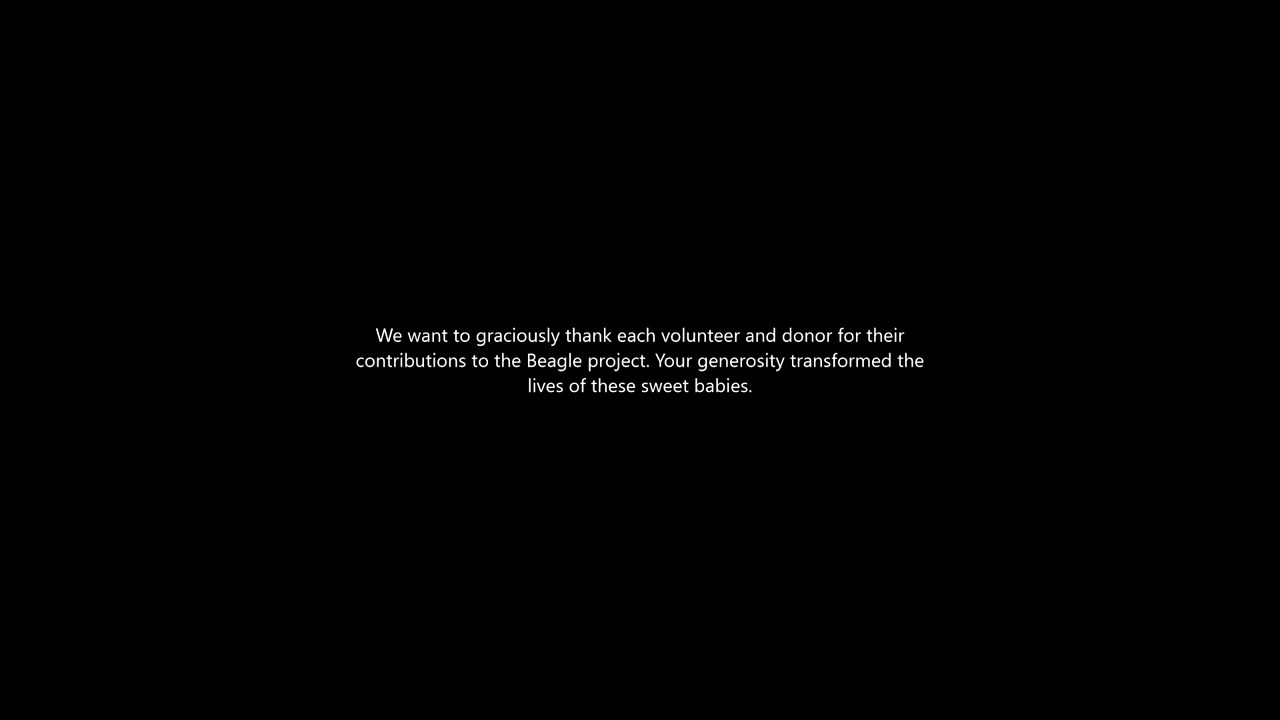 We want to graciously thank each volunteer and donor for their
contributions to the Beagle project. Your generosity transformed the
lives of these sweet babies.